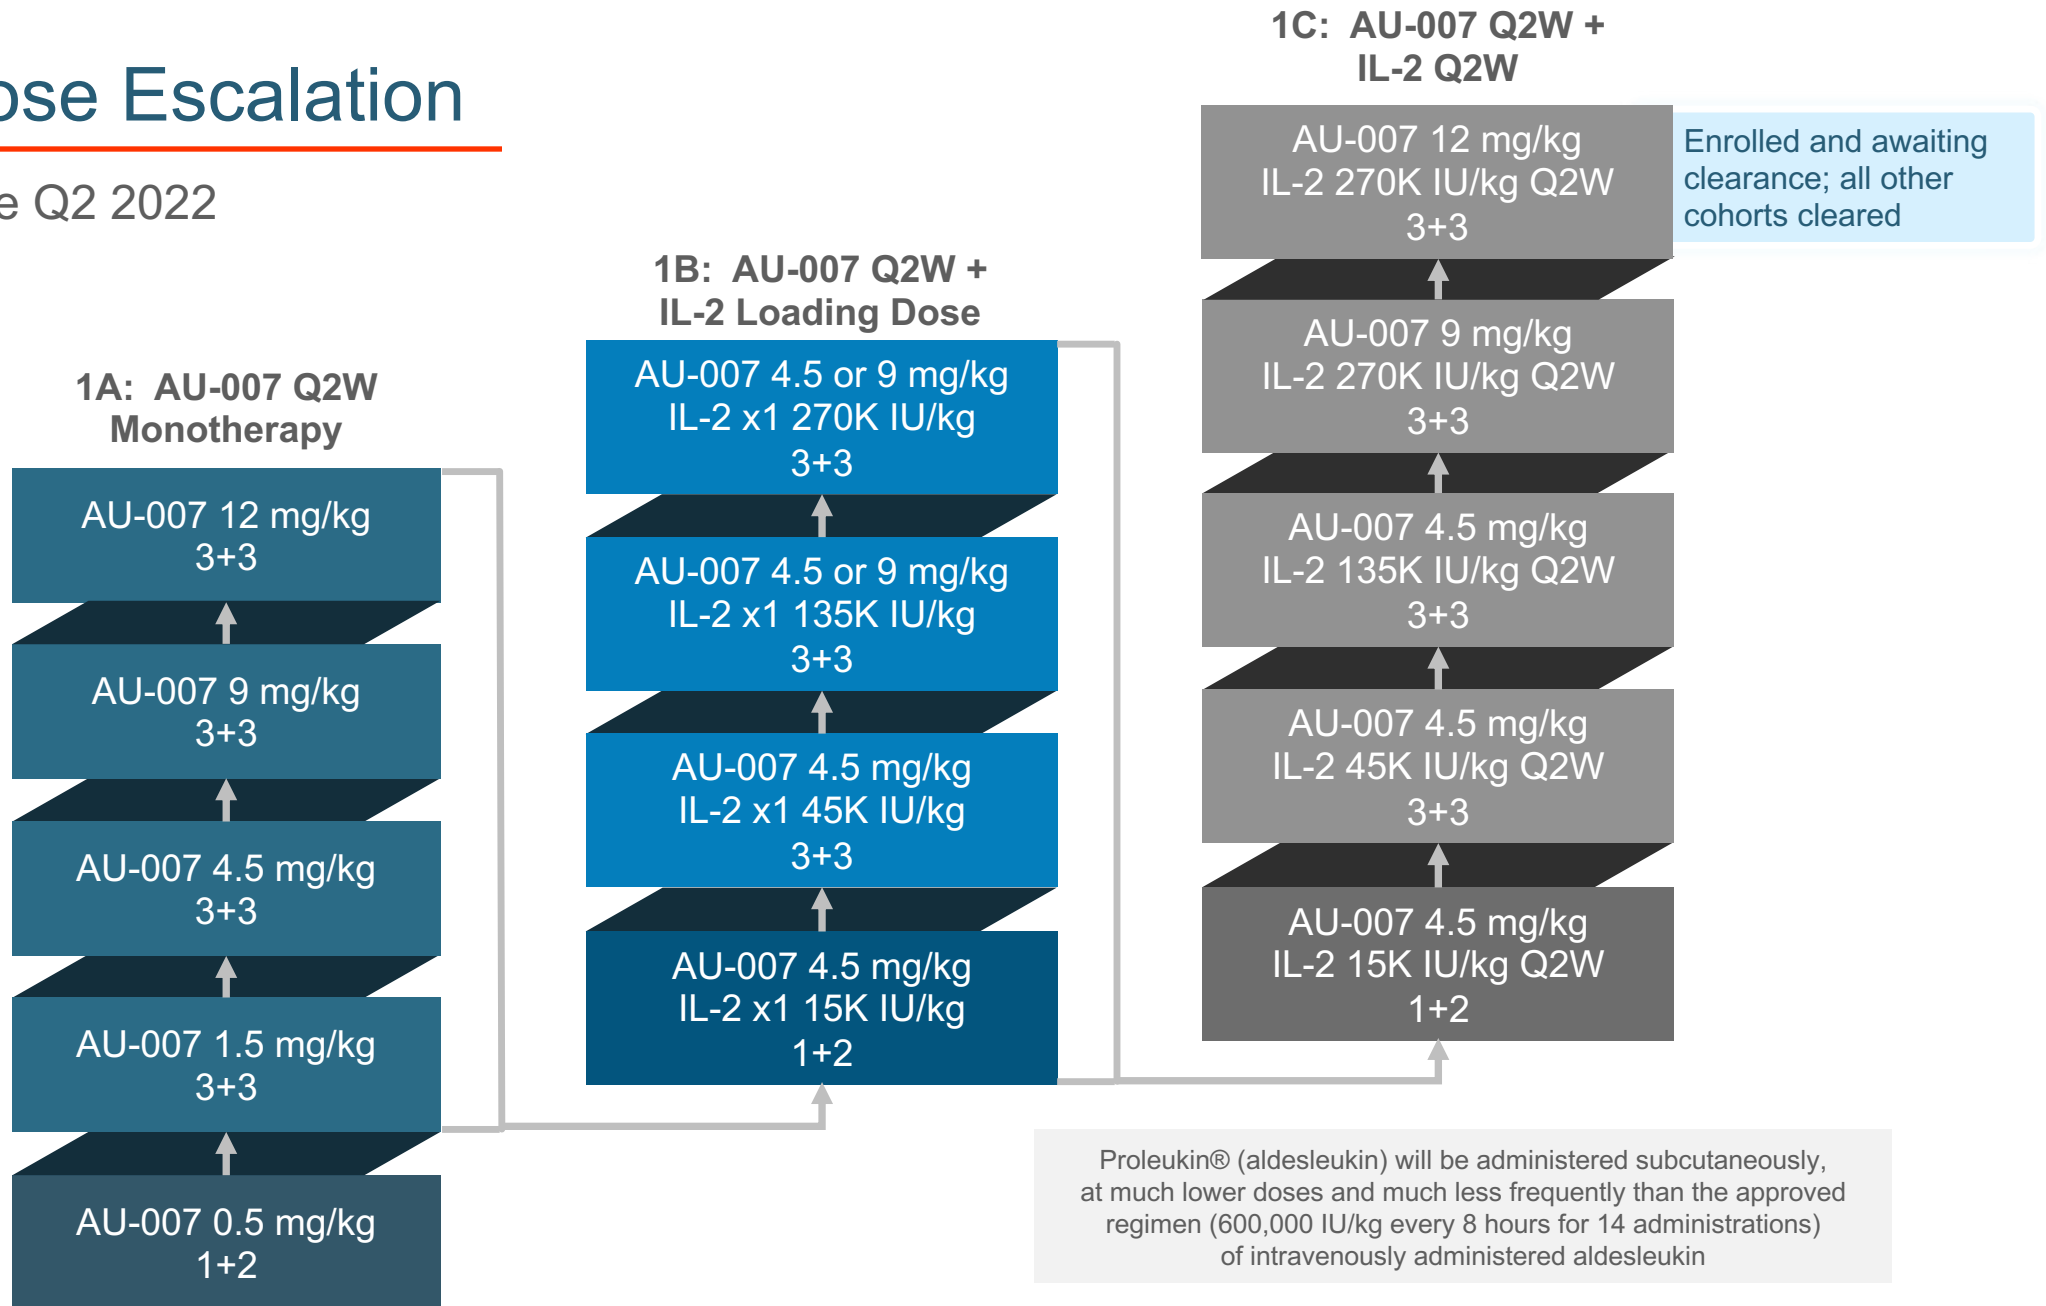 ose Escalation
e Q2 2022
1A: AU-007 Q2W
Monotherapy
AU-007 12 mg/kg
3+3
AU-007 9 mg/kg
3+3
AU-007 4.5 mg/kg
3+3
AU-007 1.5 mg/kg
3+3
AU-007 0.5 mg/kg
1+2
1B: AU-007 Q2W +
IL-2 Loading Dose
AU-007 4.5 or 9 mg/kg
IL-2 x1 270K IU/kg
3+3
AU-007 4.5 or 9 mg/kg
IL-2 x1 135K IU/kg
3+3
AU-007 4.5 mg/kg
IL-2 x1 45K IU/kg
3+3
AU-007 4.5 mg/kg
IL-2 x1 15K IU/kg
1+2
1C: AU-007 Q2W +
IL-2 Q2W
AU-007 12 mg/kg
IL-2 270K IU/kg Q2W
3+3
Enrolled and awaiting
clearance; all other
cohorts cleared
AU-007 9 mg/kg
IL-2 270K IU/kg Q2W
3+3
AU-007 4.5 mg/kg
IL-2 135K IU/kg Q2W
3+3
AU-007 4.5 mg/kg
IL-2 45K IU/kg Q2W
3+3
AU-007 4.5 mg/kg
IL-2 15K IU/kg Q2W
1+2
Proleukin® (aldesleukin) will be administered subcutaneously,
at much lower doses and much less frequently than the approved
regimen (600,000 IU/kg every 8 hours for 14 administrations)
of intravenously administered aldesleukin